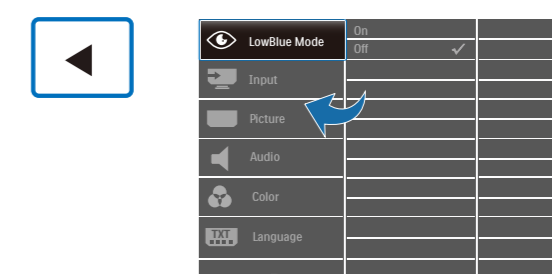 LowBlue Mode
On
Off
Input
Picture
Audio
Color
TXT
Language